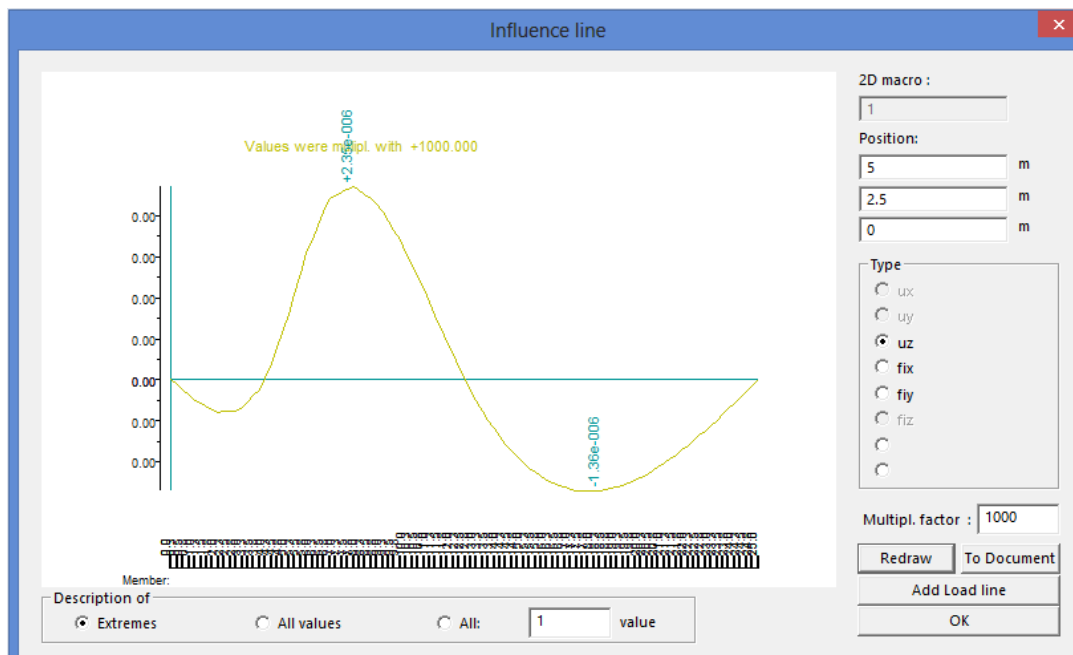 Influence line
Values were mulipl. with +1000.000
+2.35e-006
0.00
0.00
0.00
0.00
0.00
0.00
0.00
-1.36e-006
Member:
2D macro :
1
Position:
5 m
2.5 m
0 m
Type
ux
uy
uz
fix
fiy
fiz
Multipl. factor : 1000
Redraw To Document
Add Load line
OK
Description of
Extremes All values All: 1 value